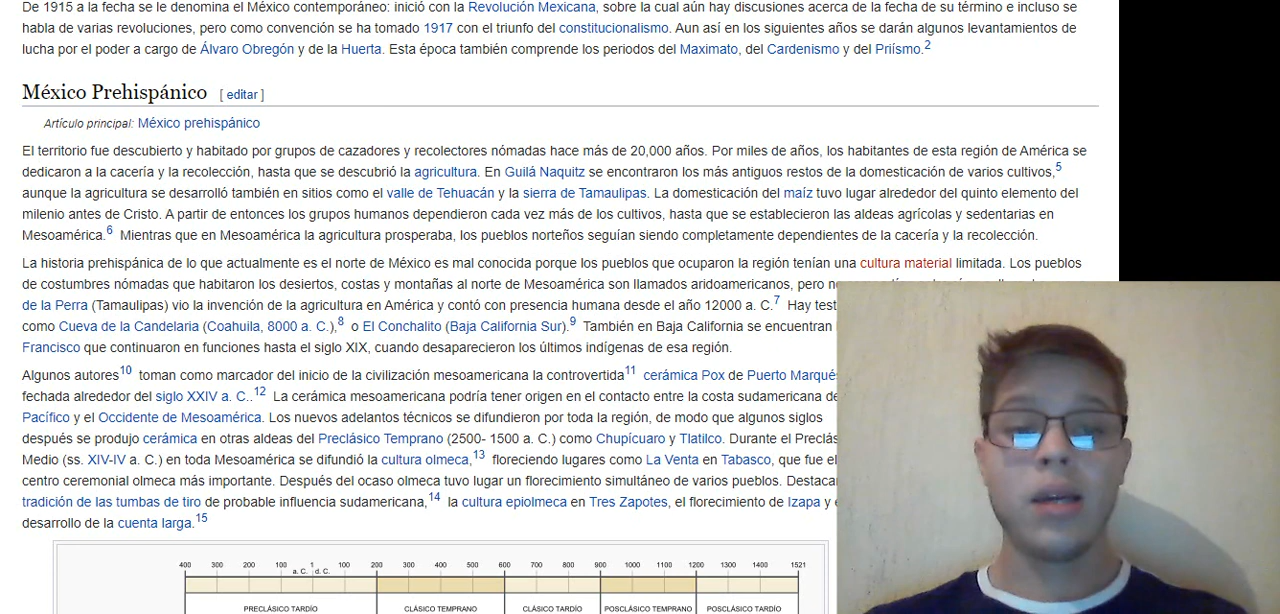 De 1915 a la fecha se le denomina el México contemporáneo: inició con la Revolución Mexicana, sobre la cual aún hay discusiones acerca de la fecha de su término e incluso se
habla de varias revoluciones, pero como convención se ha tomado 1917 con el triunfo del constitucionalismo. Aun así en los siguientes años se darán algunos levantamientos de
lucha por el poder a cargo de Álvaro Obregón y de la Huerta. Esta época también comprende los periodos del Maximato, del Cardenismo y del Priísmo.2
México Prehispánico [ editar ]
Artículo principal: México prehispánico
El territorio fue descubierto y habitado por grupos de cazadores y recolectores nómadas hace más de 20,000 años. Por miles de años, los habitantes de esta región de América se
dedicaron a la cacería y la recolección, hasta que se descubrió la agricultura. En Guilá Naquitz se encontraron los más antiguos restos de la domesticación de varios cultivos,5
aunque la agricultura se desarrolló también en sitios como el valle de Tehuacán y la sierra de Tamaulipas. La domesticación del maíz tuvo lugar alrededor del quinto elemento del
milenio antes de Cristo. A partir de entonces los grupos humanos dependieron cada vez más de los cultivos, hasta que se establecieron las aldeas agrícolas y sedentarias en
Mesoamérica.6 Mientras que en Mesoamérica la agricultura prosperaba, los pueblos norteños seguían siendo completamente dependientes de la cacería y la recolección.
La historia prehispánica de lo que actualmente es el norte de México es mal conocida porque los pueblos que ocuparon la región tenían una cultura material limitada. Los pueblos
de costumbres nómadas que habitaron los desiertos, costas y montañas al norte de Mesoamérica son llamados aridoamericanos, pero
de la Perra (Tamaulipas) vio la invención de la agricultura en América y contó con presencia humana desde el año 12000 a. C.7 Hay test
como Cueva de la Candelaria (Coahuila, 8000 a. C.),8 o El Conchalito (Baja California Sur).9 También en Baja California se encuentran
Francisco que continuaron en funciones hasta el siglo XIX, cuando desaparecieron los últimos indígenas de esa región.
Algunos autores10 toman como marcador del inicio de la civilización mesoamericana la controvertida11 cerámica Pox de Puerto Marqués
fechada alrededor del siglo XXIV a. C..12 La cerámica mesoamericana podría tener origen en el contacto entre la costa sudamericana de
Pacífico y el Occidente de Mesoamérica. Los nuevos adelantos técnicos se difundieron por toda la región, de modo que algunos siglos
después se produjo cerámica en otras aldeas del Preclásico Temprano (2500- 1500 a. C.) como Chupícuaro y Tlatilco. Durante el Preclás
Medio (ss. XIV-IV a. C.) en toda Mesoamérica se difundió la cultura olmeca,13 floreciendo lugares como La Venta en Tabasco, que fue el
centro ceremonial olmeca más importante. Después del ocaso olmeca tuvo lugar un florecimiento simultáneo de varios pueblos. Destacar
tradición de las tumbas de tiro de probable influencia sudamericana,14 la cultura epiolmeca en Tres Zapotes, el florecimiento de Izapa y e
desarrollo de la cuenta larga.15
400 300 200 100 1 100 200 300 400 500 600 700 800 900 1000 1100 1200 1300 1400 1521
a. C. d. C.
PRECLÁSICO TARDÍO CLÁSICO TEMPRANO CLÁSICO TARDÍO POSCLÁSICO TEMPRANO POSCLÁSICO TARDÍO